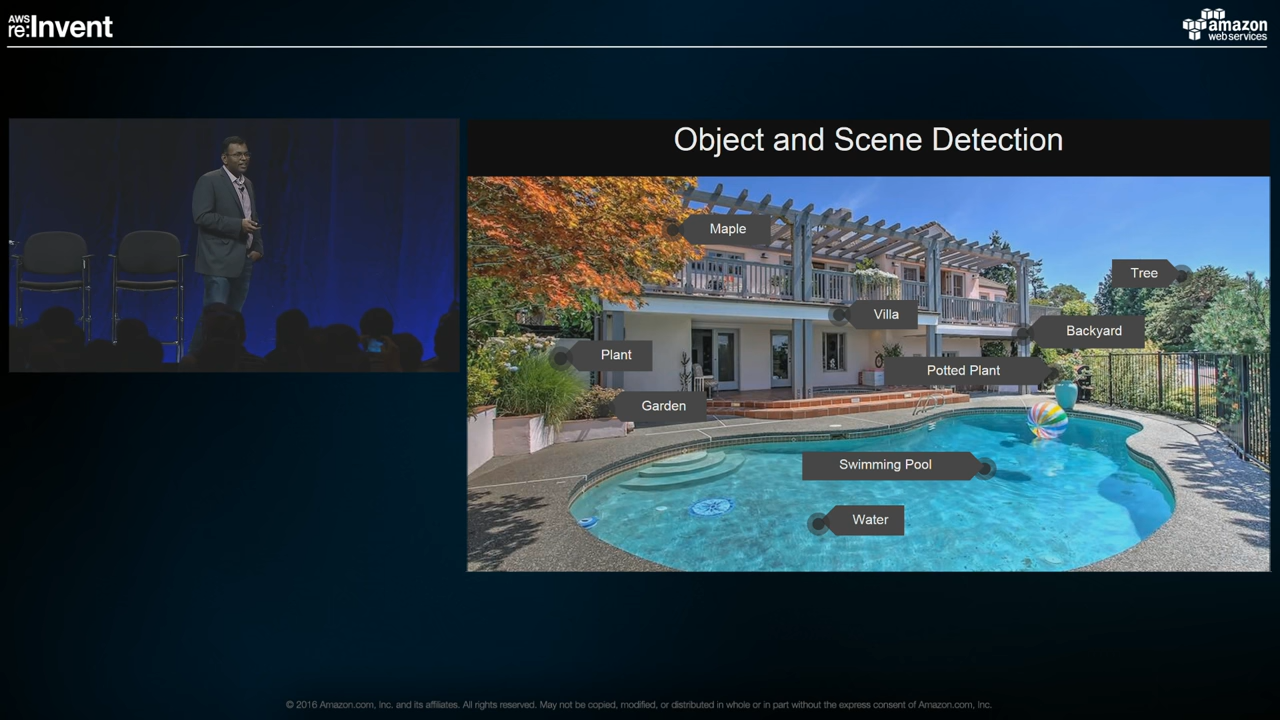 AWS
re:Invent
amazon
web services
Object and Scene Detection
Maple
Tree
Villa
Backyard
Plant
Potted Plant
Garden
Swimming Pool
Water
© 2016 Amazon.com, Inc. and its affiliates. All rights reserved. May not be copied, modified, or distributed in whole or in part without the express consent of Amazon.com, Inc.